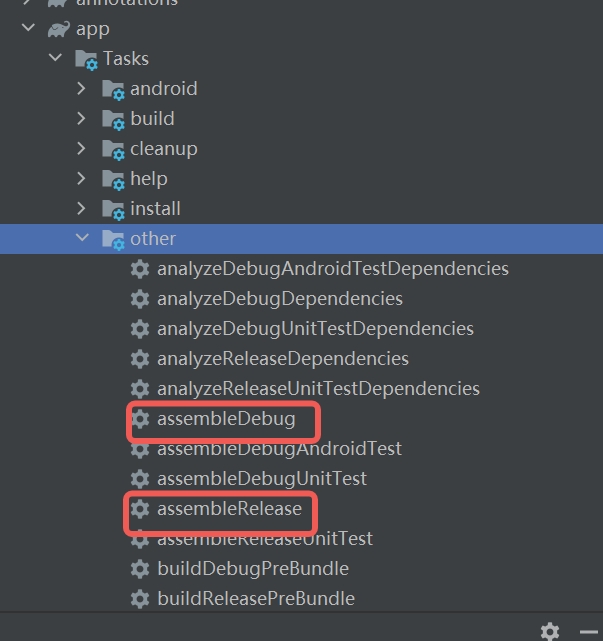 annotations
app
Tasks
android
build
cleanup
help
install
other
analyzeDebugAndroidTestDependencies
analyzeDebugDependencies
analyzeDebugUnitTestDependencies
analyzeReleaseDependencies
analyzeReleaseUnitTestDependencies
assembleDebug
assembleDebugAndroidTest
assembleDebugUnitTest
assembleRelease
assembleReleaseUnitTest
buildDebugPreBundle
buildReleasePreBundle